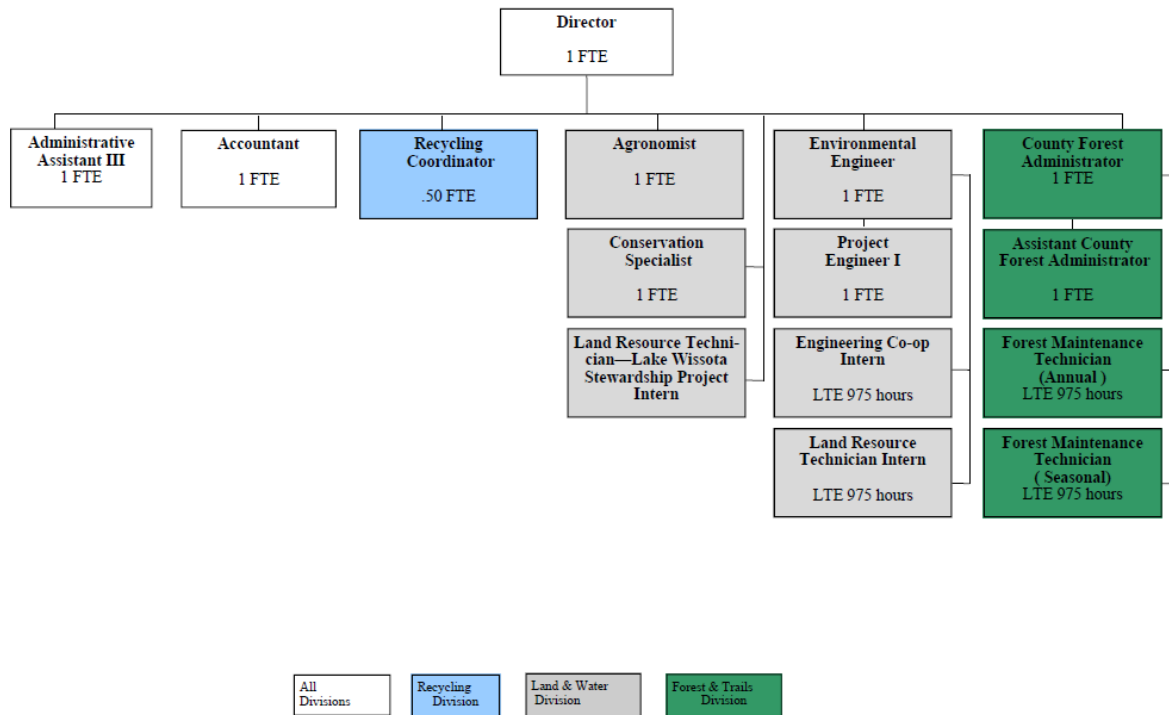 Director
1 FTE
Administrative
Assistant III
1 FTE
Accountant
1 FTE
Recycling
Coordinator
.50 FTE
Agronomist
1 FTE
Environmental
Engineer
1 FTE
County Forest
Administrator
1 FTE
Conservation
Specialist
1 FTE
Project
Engineer I
1 FTE
Assistant County
Forest Administrator
1 FTE
Land Resource Techni-
cian—Lake Wissota
Stewardship Project
Intern
Engineering Co-op
Intern
LTE 975 hours
Forest Maintenance
Technician
(Annual )
LTE 975 hours
Land Resource
Technician Intern
LTE 975 hours
Forest Maintenance
Technician
( Seasonal)
LTE 975 hours
All
Divisions
Recycling
Division
Land & Water
Division
Forest & Trails
Division